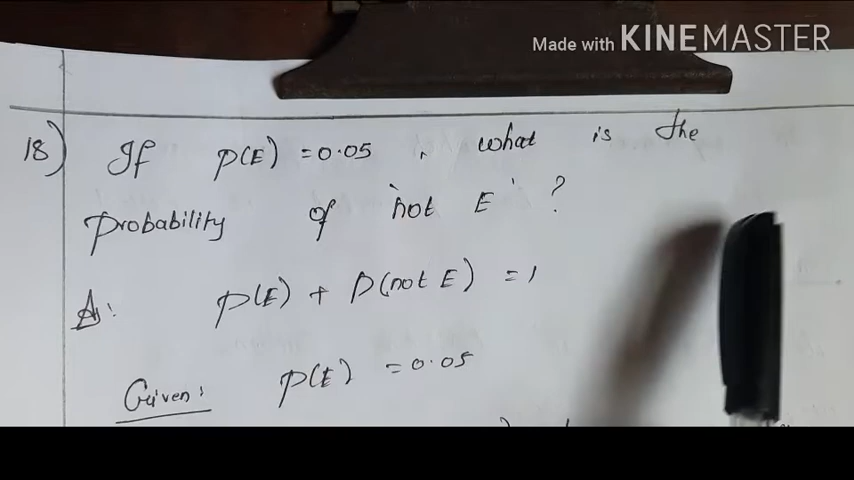 Made with KINEMASTER
18) If P(E) = 0.05, what is the
probability of 'not E' ?
A: P(E) + P(not E) = 1
Given: P(E) = 0.05